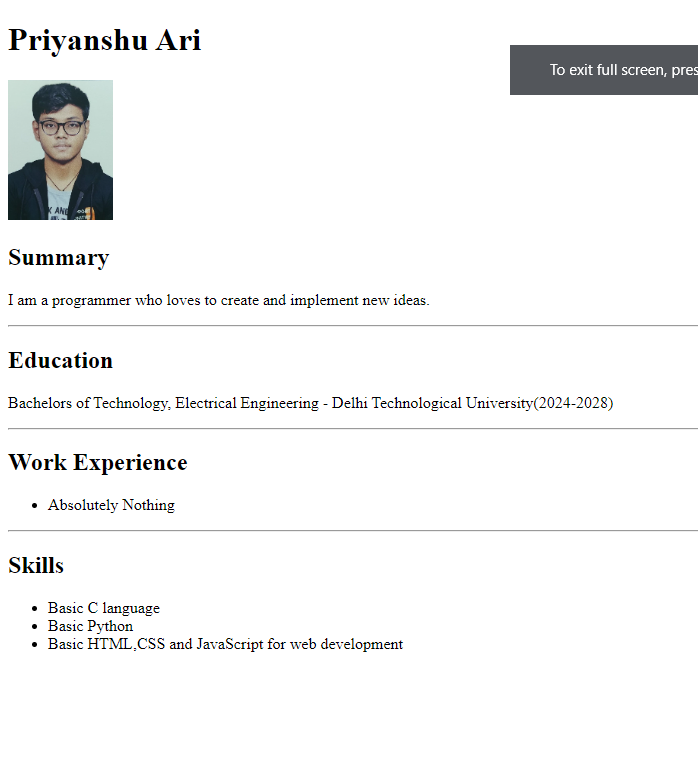 Priyanshu Ari
To exit full screen, pres
Summary
I am a programmer who loves to create and implement new ideas.
Education
Bachelors of Technology, Electrical Engineering - Delhi Technological University(2024-2028)
Work Experience
• Absolutely Nothing
Skills
• Basic C language
• Basic Python
• Basic HTML,CSS and JavaScript for web development